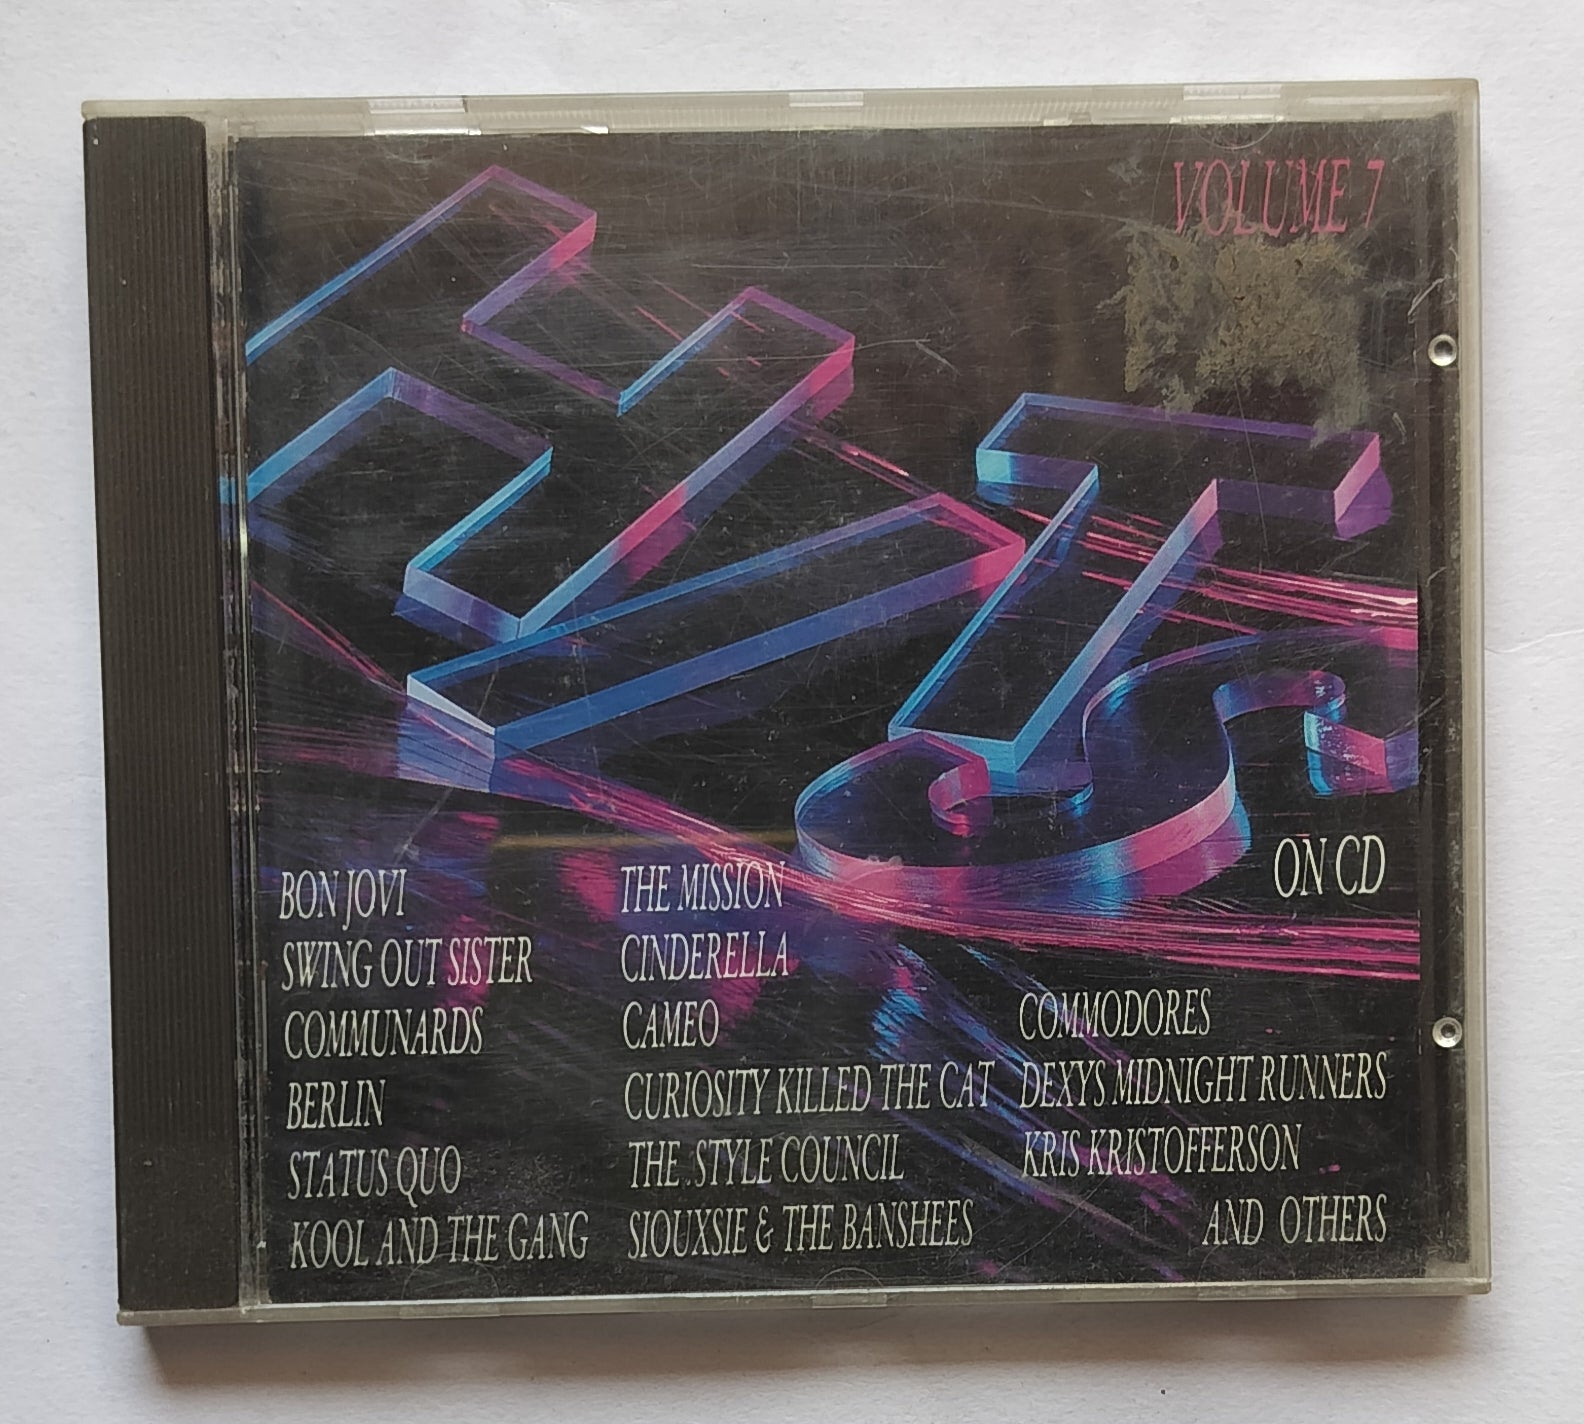 VOLUME 7
HITS
ON CD
BON JOVI
SWING OUT SISTER
COMMUNARDS
BERLIN
STATUS QUO
KOOL AND THE GANG
THE MISSION
CINDERELLA
CAMEO
CURIOSITY KILLED THE CAT
THE STYLE COUNCIL
SIOUXSIE & THE BANSHEES
COMMODORES
DEXYS MIDNIGHT RUNNERS
KRIS KRISTOFFERSON
AND OTHERS